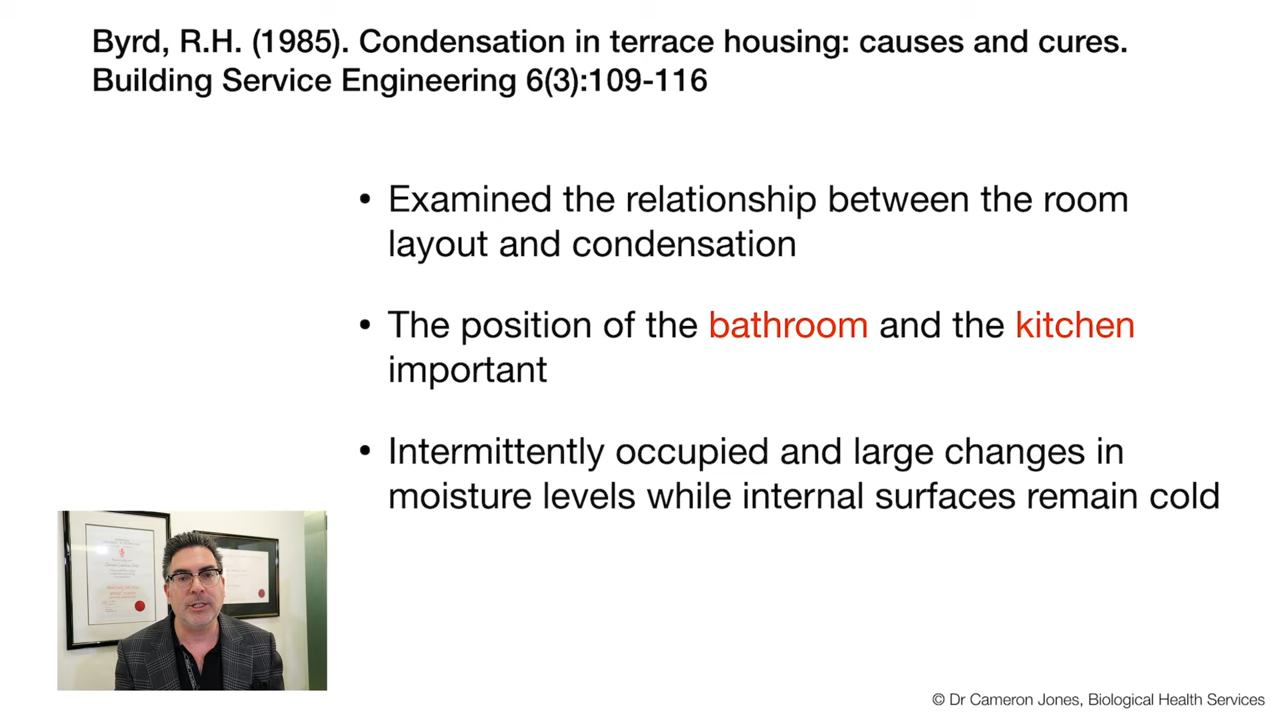 Byrd, R.H. (1985). Condensation in terrace housing: causes and cures.
Building Service Engineering 6(3):109-116
• Examined the relationship between the room
layout and condensation
• The position of the bathroom and the kitchen
important
• Intermittently occupied and large changes in
moisture levels while internal surfaces remain cold
© Dr Cameron Jones, Biological Health Services